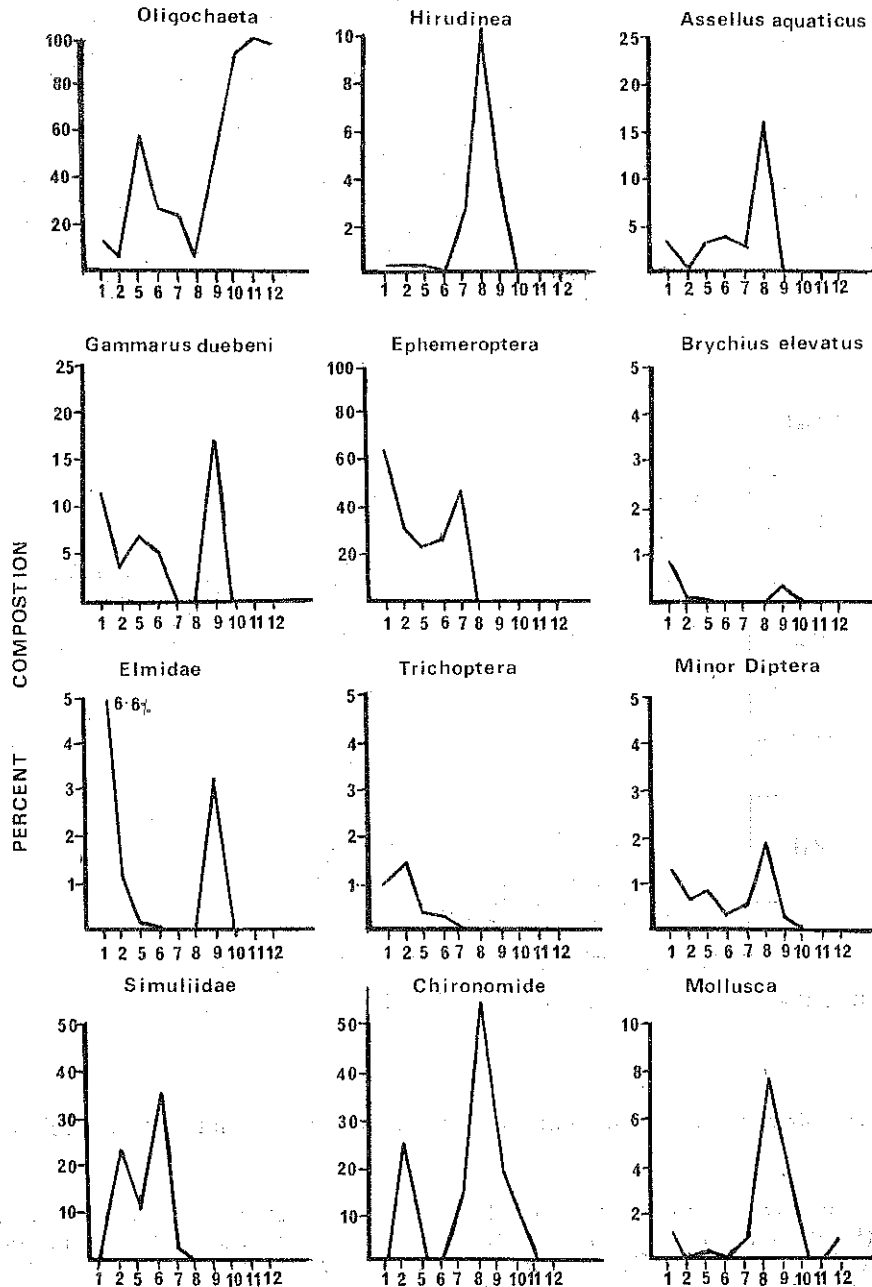 Oligochaeta
100
80
60
40
20
1 2 5 6 7 8 9 10 11 12
Hirudinea
10
8
6
4
2
1 2 5 6 7 8 9 10 11 12
Assellus aquaticus
25
20
15
10
5
1 2 5 6 7 8 9 10 11 12
Gammarus duebeni
25
20
15
10
5
1 2 5 6 7 8 9 10 11 12
Ephemeroptera
100
80
60
40
20
1 2 5 6 7 8 9 10 11 12
Brychius elevatus
5
4
3
2
1
1 2 5 6 7 8 9 10 11 12
PERCENT COMPOSTION
Elmidae
5
6·6%
4
3
2
1
1 2 5 6 7 8 9 10 11 12
Trichoptera
5
4
3
2
1
1 2 5 6 7 8 9 10 11 12
Minor Diptera
5
4
3
2
1
1 2 5 6 7 8 9 10 11 12
Simuliidae
50
40
30
20
10
1 2 5 6 7 8 9 10 11 12
Chironomide
50
40
30
20
10
1 2 5 6 7 8 9 10 11 12
Mollusca
10
8
6
4
2
1 2 5 6 7 8 9 10 11 12